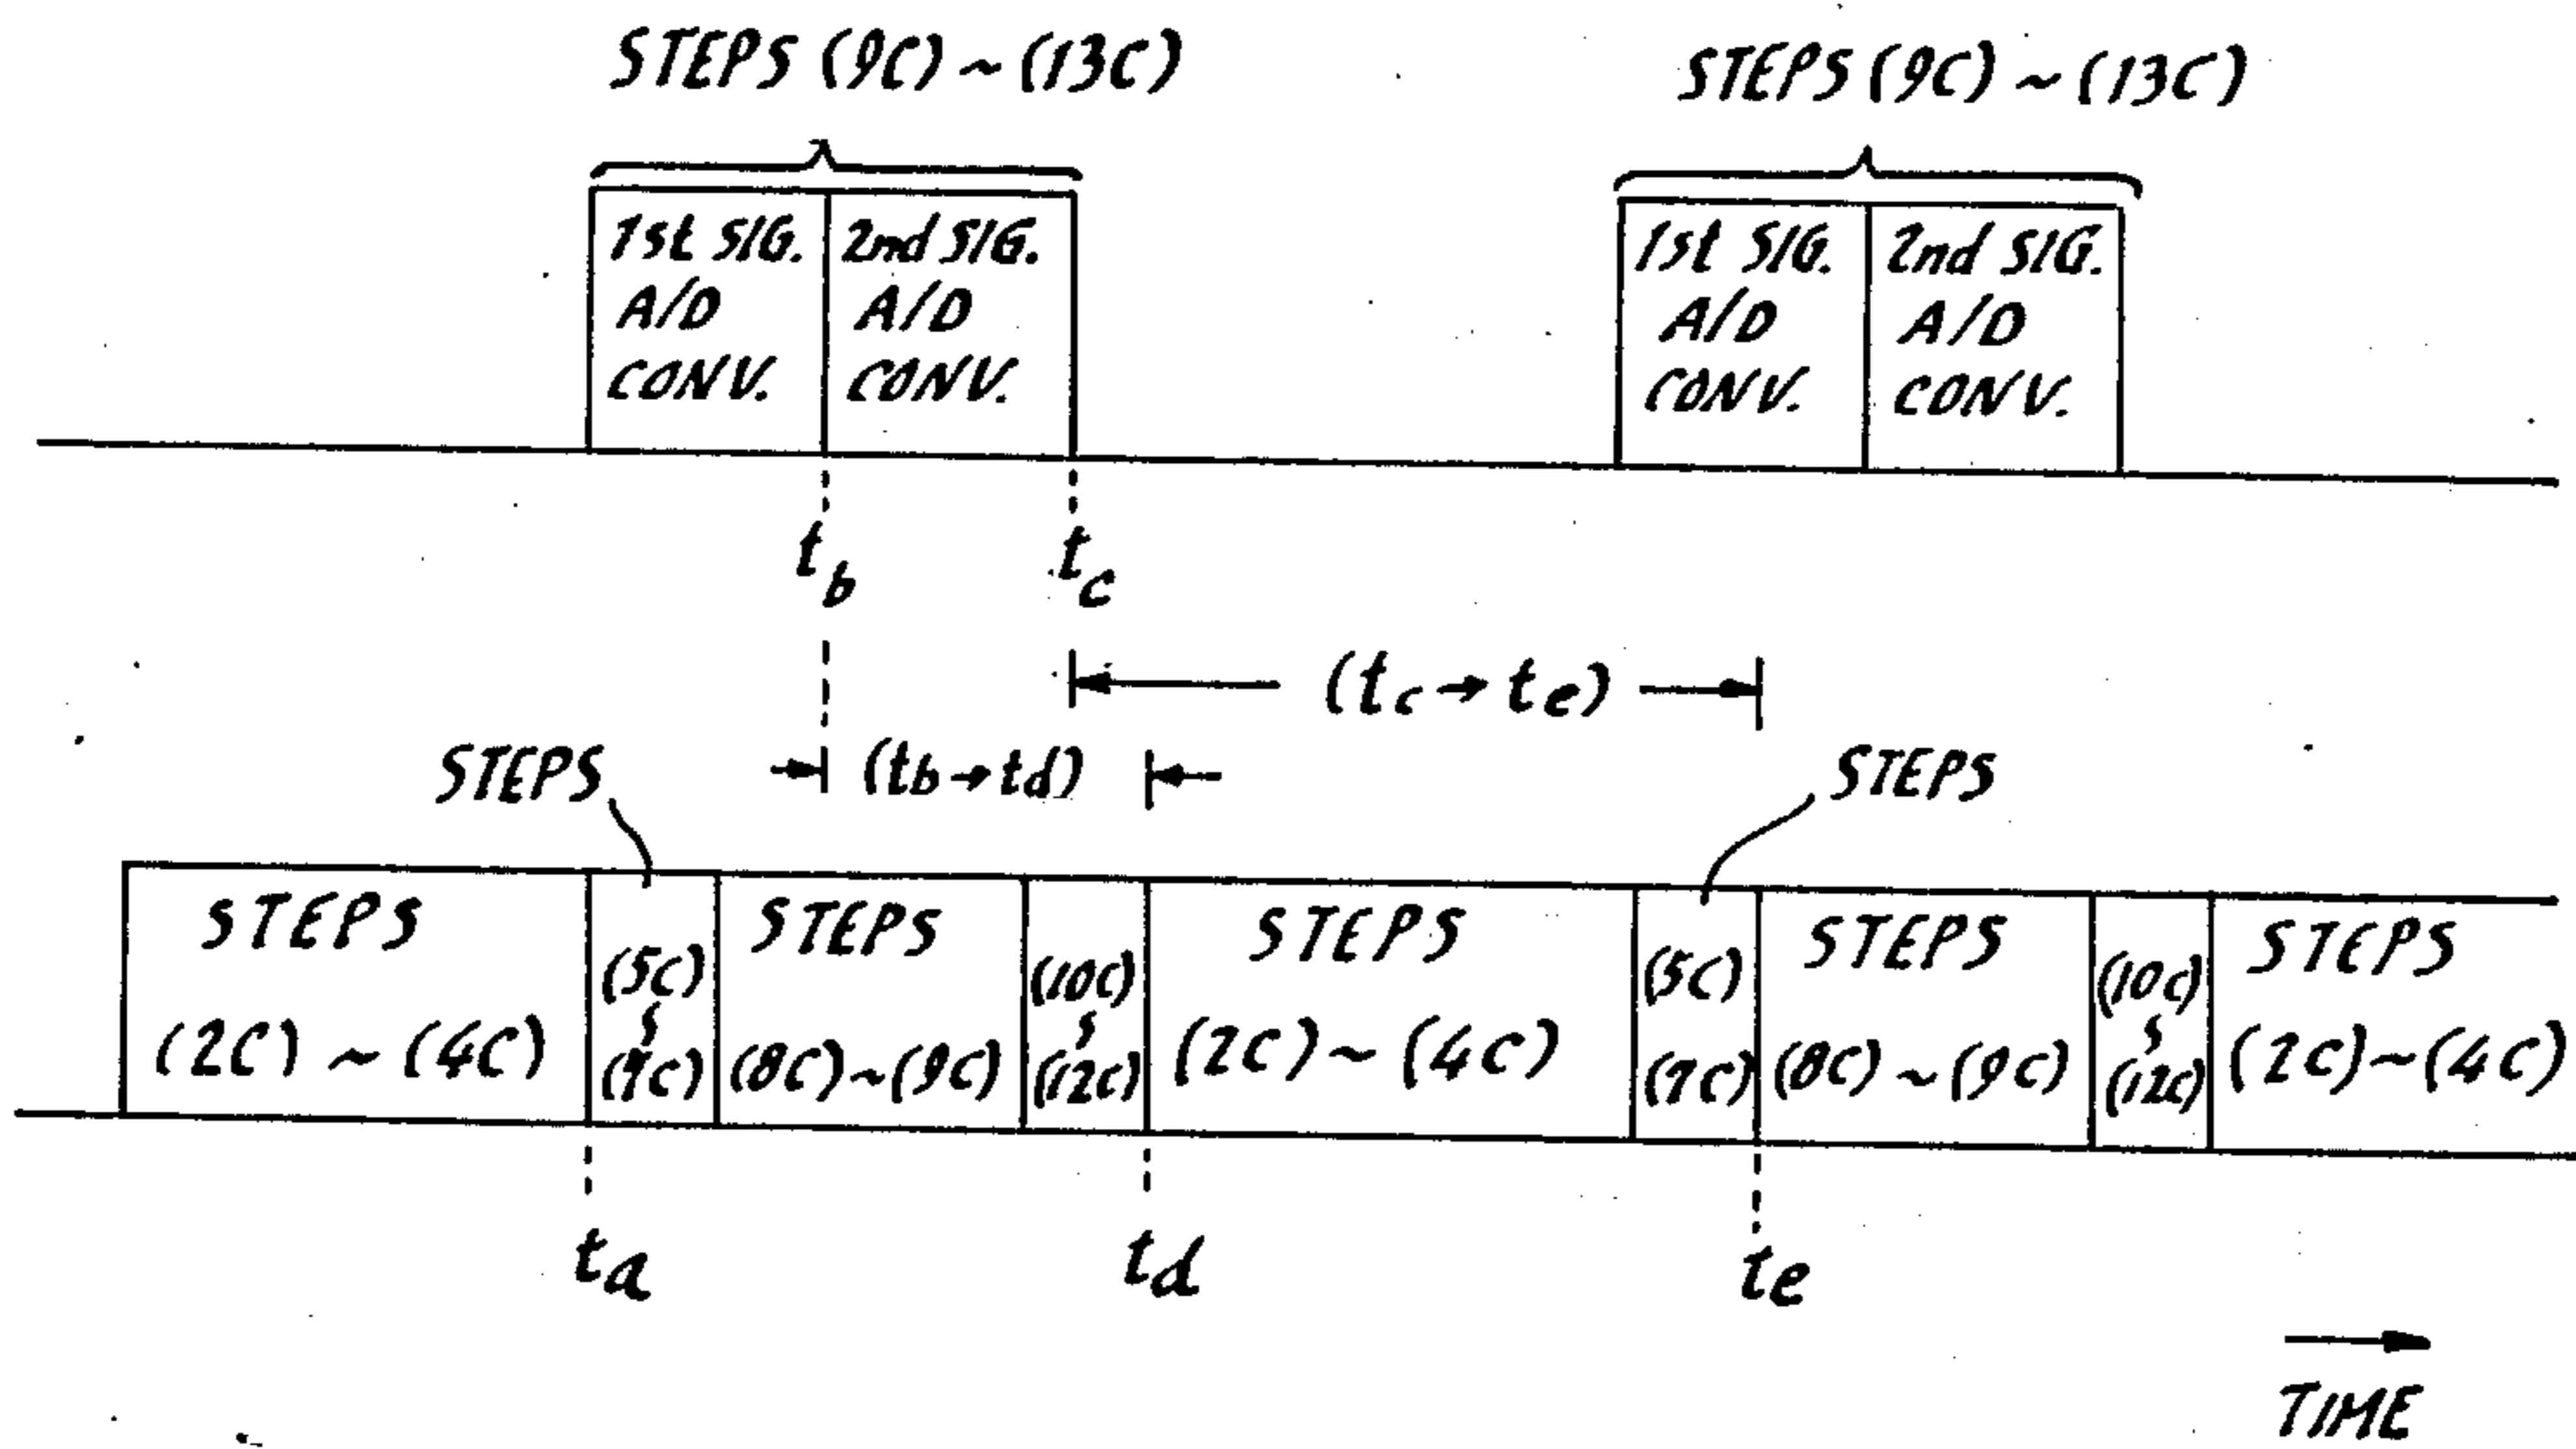 STEPS (9C) ~ (13C)
STEPS (9C) ~ (13C)
1st SIG.
A/D
CONV.
2nd SIG.
A/D
CONV.
1st SIG.
A/D
CONV.
2nd SIG.
A/D
CONV.
tb
tc
(tc → te)
(tb → td)
STEPS
STEPS
STEPS
(2C) ~ (4C)
(5C)
~
(7C)
STEPS
(8C) ~ (9C)
(10C)
~
(12C)
STEPS
(2C) ~ (4C)
(5C)
(7C)
STEPS
(8C) ~ (9C)
(10C)
~
(12C)
STEPS
(2C) ~ (4C)
ta
td
te
TIME